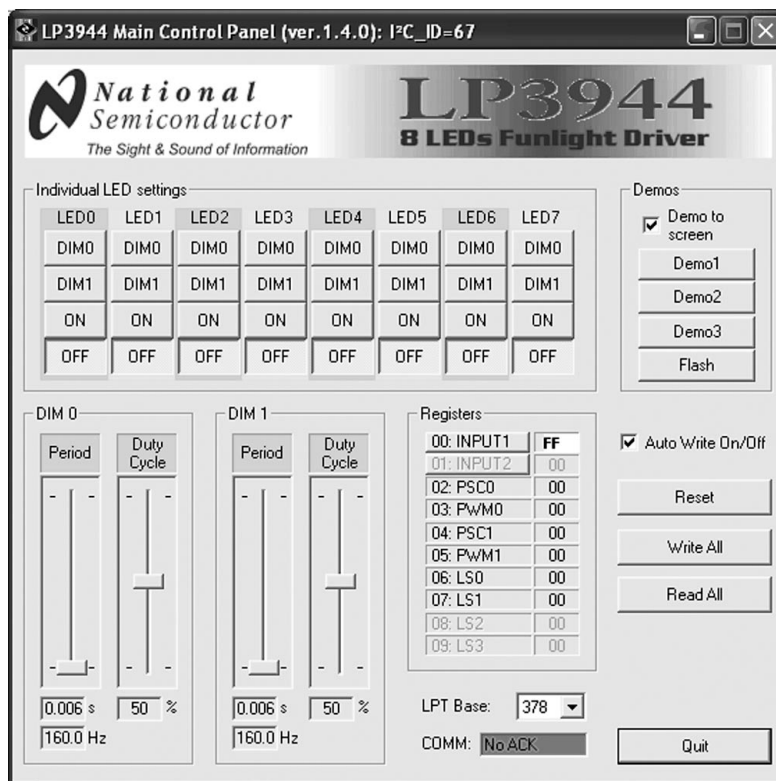 LP3944 Main Control Panel (ver.1.4.0): I²C_ID=67
National
Semiconductor
The Sight & Sound of Information
LP3944
8 LEDs Funlight Driver
Individual LED settings
LED0 LED1 LED2 LED3 LED4 LED5 LED6 LED7
DIM0 DIM0 DIM0 DIM0 DIM0 DIM0 DIM0 DIM0
DIM1 DIM1 DIM1 DIM1 DIM1 DIM1 DIM1 DIM1
ON ON ON ON ON ON ON ON
OFF OFF OFF OFF OFF OFF OFF OFF
Demos
Demo to
screen
Demo1
Demo2
Demo3
Flash
DIM 0
Period
Duty
Cycle
0.006 s
50 %
160.0 Hz
DIM 1
Period
Duty
Cycle
0.006 s
50 %
160.0 Hz
Registers
00: INPUT1 FF
01: INPUT2 00
02: PSC0 00
03: PWM0 00
04: PSC1 00
05: PWM1 00
06: LS0 00
07: LS1 00
08: LS2 00
09: LS3 00
LPT Base: 378
COMM: No ACK
Auto Write On/Off
Reset
Write All
Read All
Quit